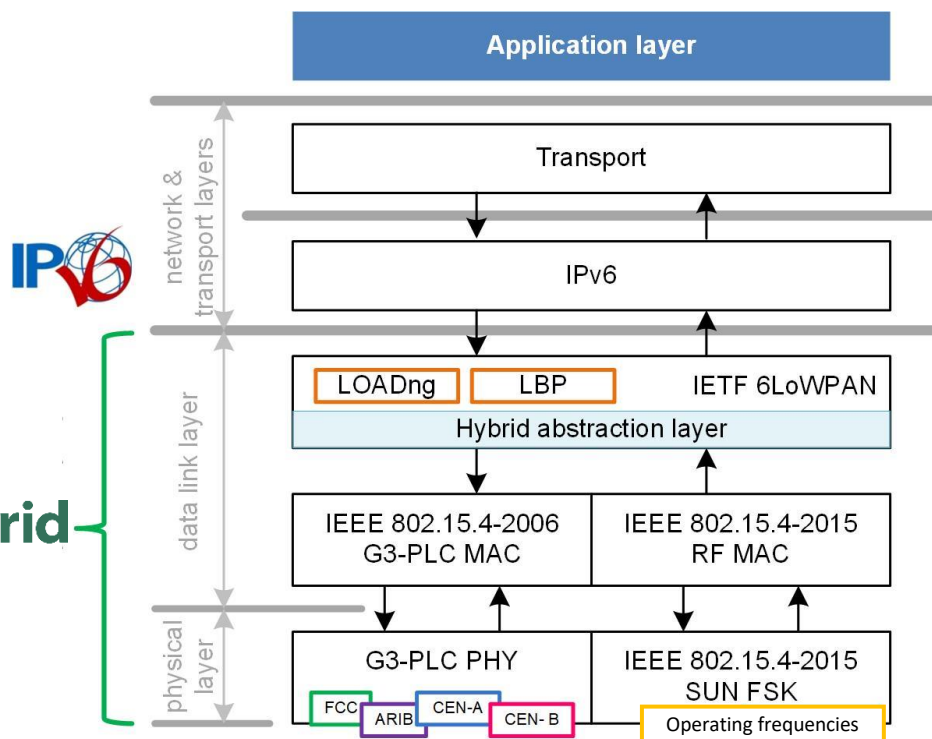 Application layer
network &
transport layers
Transport
IPv6
IPv6
data link layer
LOADng
LBP
IETF 6LoWPAN
Hybrid abstraction layer
rid
IEEE 802.15.4-2006
G3-PLC MAC
IEEE 802.15.4-2015
RF MAC
physical
layer
G3-PLC PHY
FCC
ARIB
CEN-A
CEN- B
IEEE 802.15.4-2015
SUN FSK
Operating frequencies